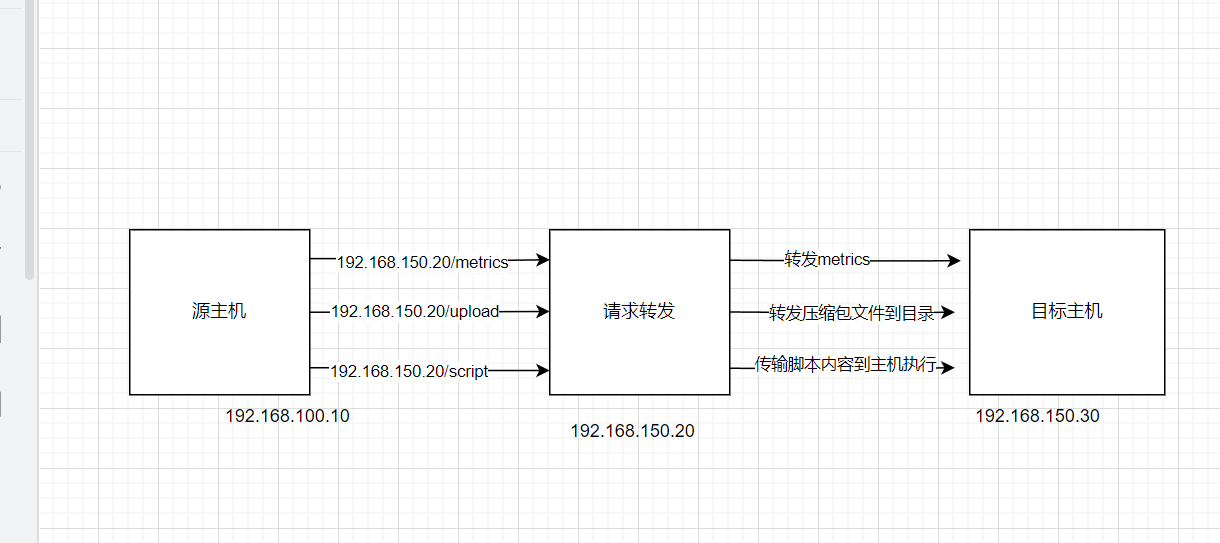 源主机
192.168.150.20/metrics
192.168.150.20/upload
192.168.150.20/script
请求转发
转发metrics
转发压缩包文件到目录
传输脚本内容到主机执行
目标主机
192.168.100.10
192.168.150.20
192.168.150.30